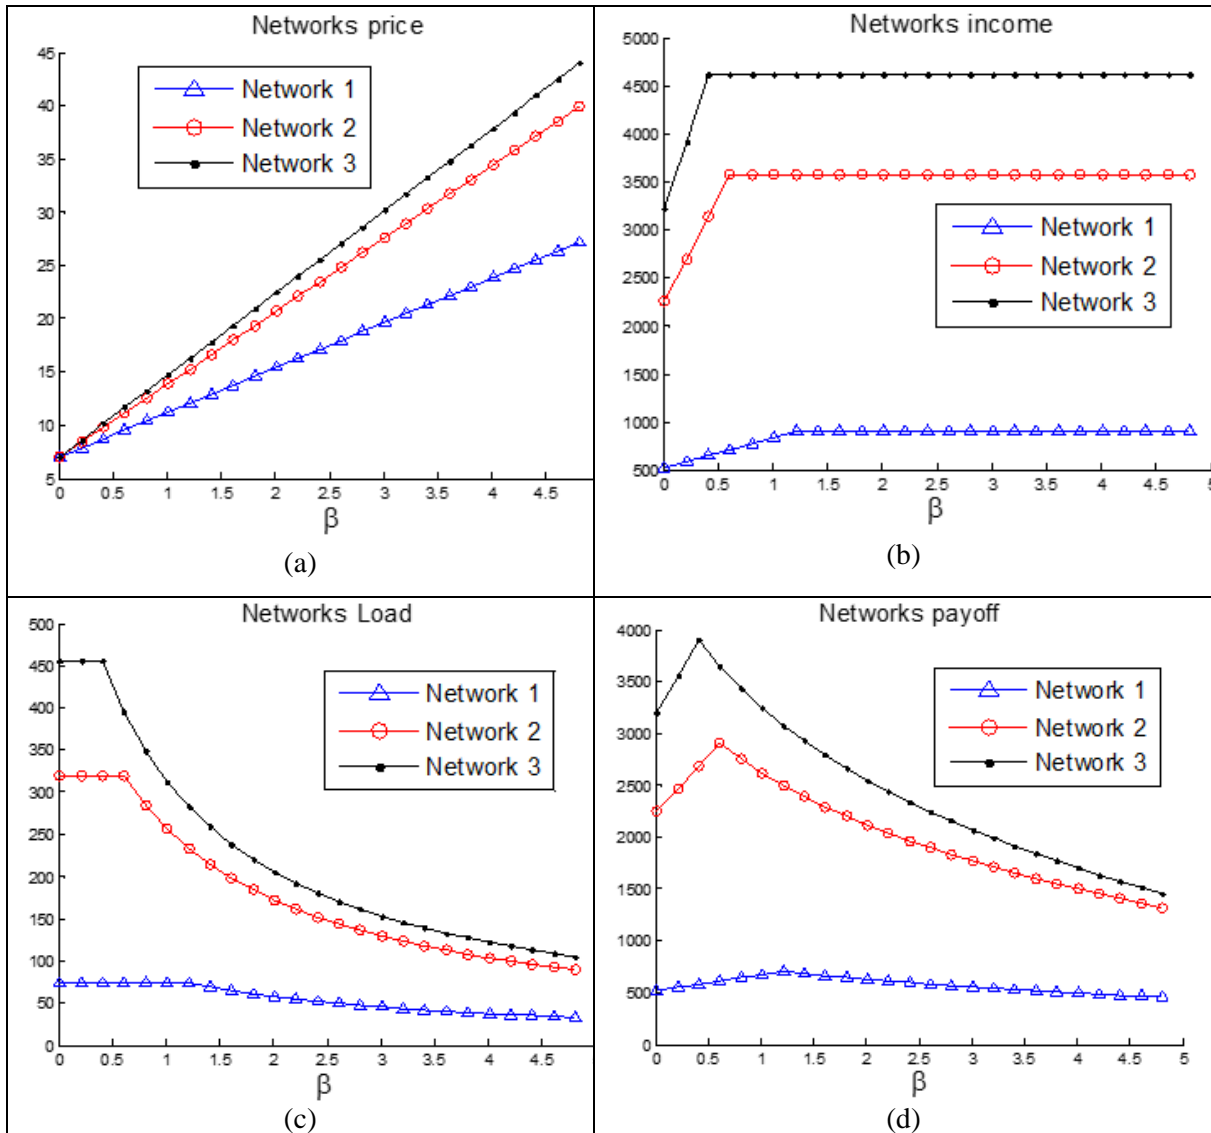 Networks price
45
40
35
30
25
20
15
10
5
Network 1
Network 2
Network 3
0 0.5 1 1.5 2 2.5 3 3.5 4 4.5
β
(a)
Networks income
5000
4500
4000
3500
3000
2500
2000
1500
1000
500
Network 1
Network 2
Network 3
0 0.5 1 1.5 2 2.5 3 3.5 4 4.5 5
β
(b)
Networks Load
500
450
400
350
300
250
200
150
100
50
0
Network 1
Network 2
Network 3
0 0.5 1 1.5 2 2.5 3 3.5 4 4.5
β
(c)
Networks payoff
4000
3500
3000
2500
2000
1500
1000
500
0
Network 1
Network 2
Network 3
0 0.5 1 1.5 2 2.5 3 3.5 4 4.5 5
β
(d)